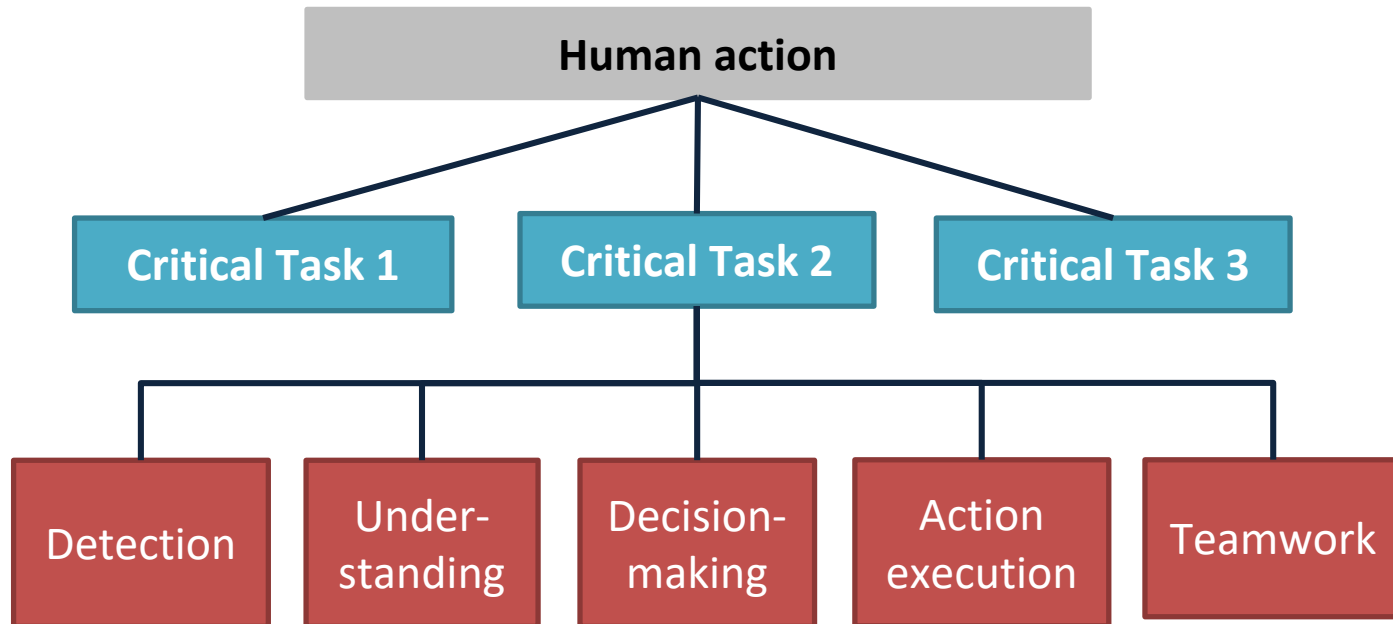 Human action
Critical Task 1
Critical Task 2
Critical Task 3
Detection
Under-
standing
Decision-
making
Action
execution
Teamwork